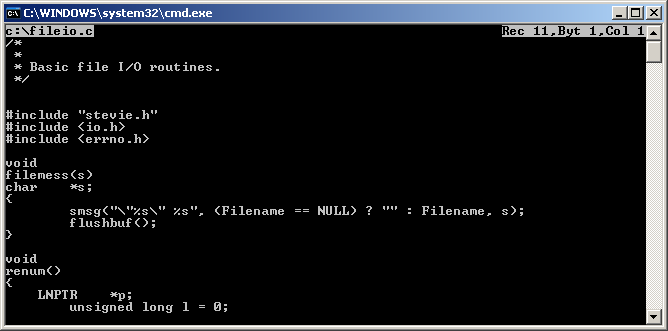 C:\WINDOWS\system32\cmd.exe
c:\fileio.c Rec 11,Byt 1,Col 1
/*
 *
 * Basic file I/O routines.
 */

#include "stevie.h"
#include <io.h>
#include <errno.h>

void
filemess(s)
char    *s;
{
        smsg("\"%s\" %s", (Filename == NULL) ? "" : Filename, s);
        flushbuf();
}

void
renum()
{
    LNPTR    *p;
        unsigned long l = 0;